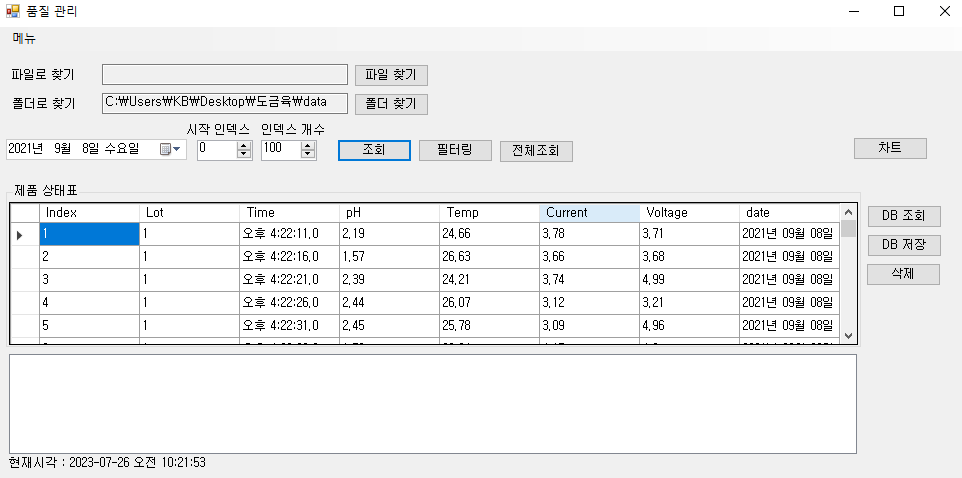 품질 관리
메뉴
파일로 찾기 파일 찾기
폴더로 찾기 C:₩Users₩KB₩Desktop₩도금욕₩data 폴더 찾기
시작 인덱스 인덱스 개수
2021년 9월 8일 수요일 0 100 조회 필터링 전체조회 차트
제품 상태표
Index Lot Time pH Temp Current Voltage date
1 1 오후 4:22:11.0 2.19 24.66 3.78 3.71 2021년 09월 08일
2 1 오후 4:22:16.0 1.57 26.63 3.66 3.68 2021년 09월 08일
3 1 오후 4:22:21.0 2.39 24.21 3.74 4.99 2021년 09월 08일
4 1 오후 4:22:26.0 2.44 26.07 3.12 3.21 2021년 09월 08일
5 1 오후 4:22:31.0 2.45 25.78 3.09 4.96 2021년 09월 08일
DB 조회
DB 저장
삭제
현재시각 : 2023-07-26 오전 10:21:53